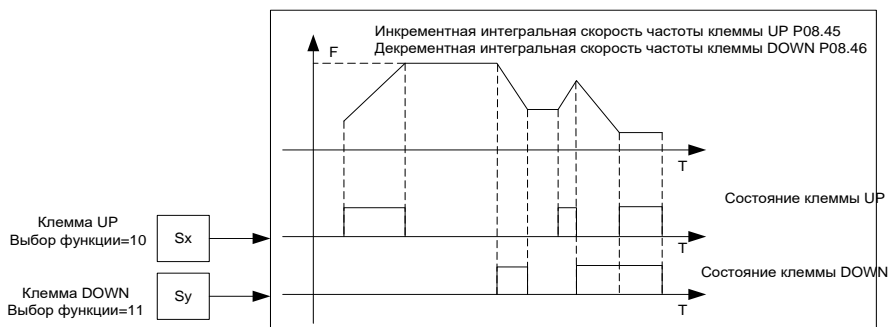 Инкрементная интегральная скорость частоты клеммы UP P08.45
Декрементная интегральная скорость частоты клеммы DOWN P08.46
F
T
Состояние клеммы UP
Клемма UP
Выбор функции=10
Sx
T
Состояние клеммы DOWN
Клемма DOWN
Выбор функции=11
Sy
T